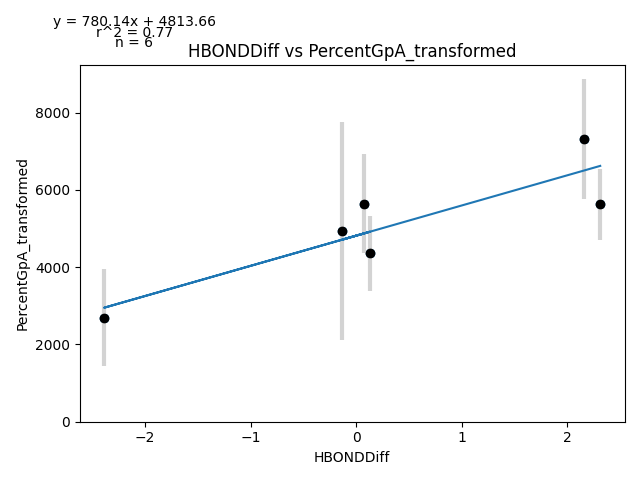 y = 780.14x + 4813.66
r^2 = 0.77
n = 6
HBONDDiff vs PercentGpA_transformed
PercentGpA_transformed
8000
6000
4000
2000
0
−2
−1
0
1
2
HBONDDiff